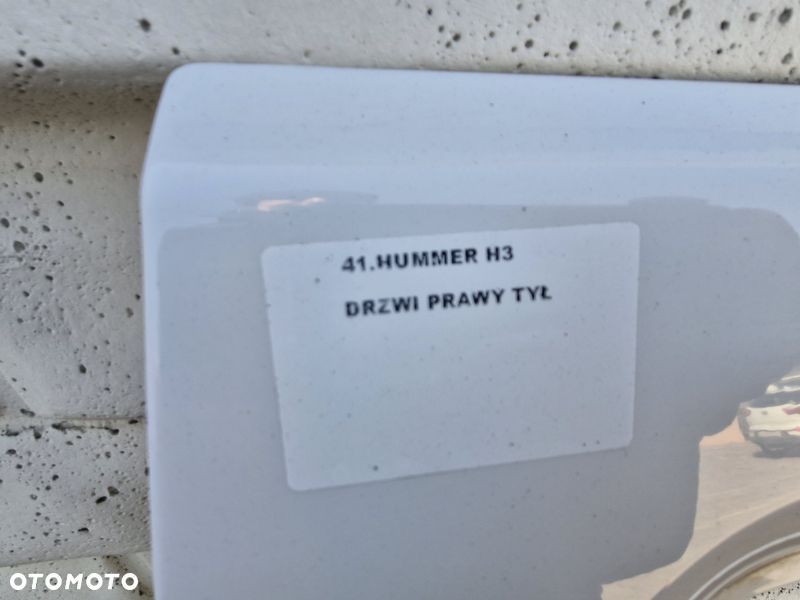 41.HUMMER H3
DRZWI PRAWY TYŁ
OTOMOTO